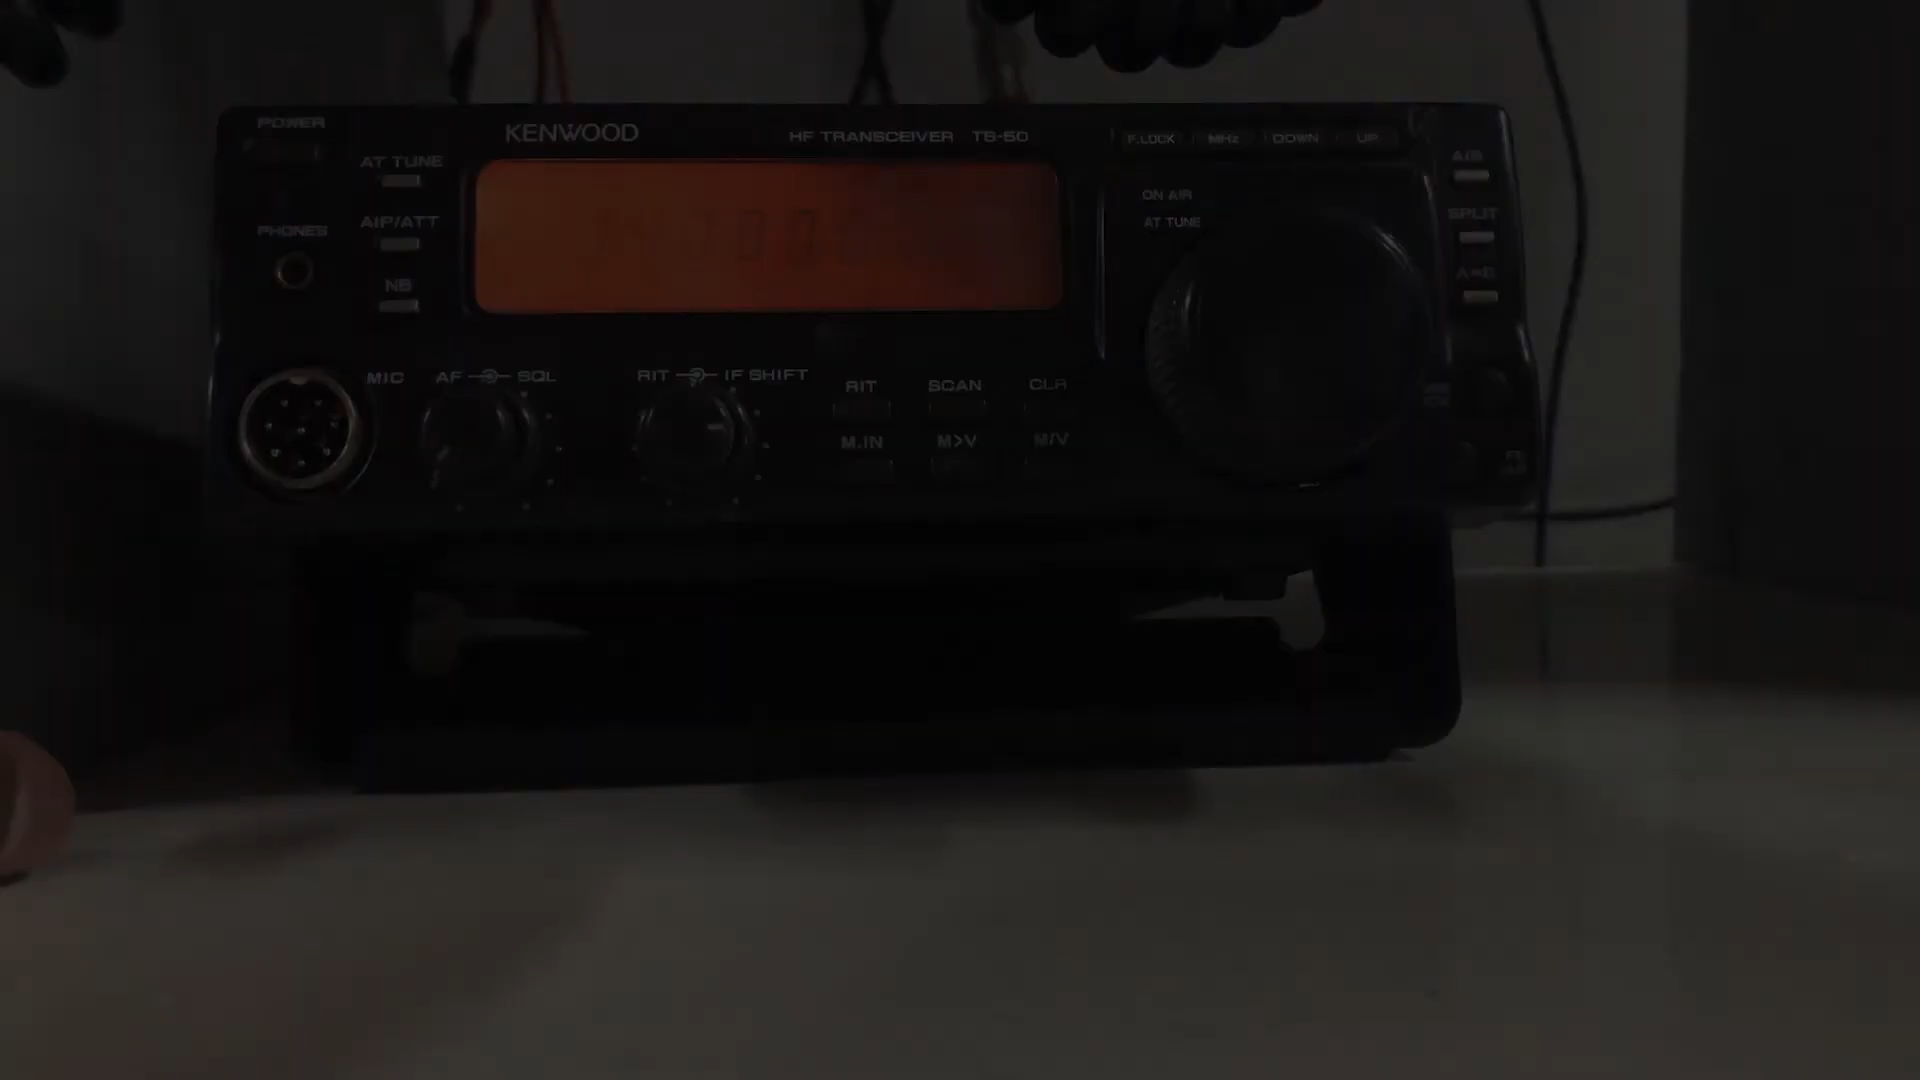 POWER
KENWOOD
HF TRANSCEIVER TS-50
F.LOCK MHz DOWN UP
AT TUNE
A/B
ON AIR
AIP/ATT
SPLIT
AT TUNE
PHONES
A=B
NB
MIC
AF SQL
RIT IF SHIFT
RIT SCAN CLR
M.IN M>V M/V